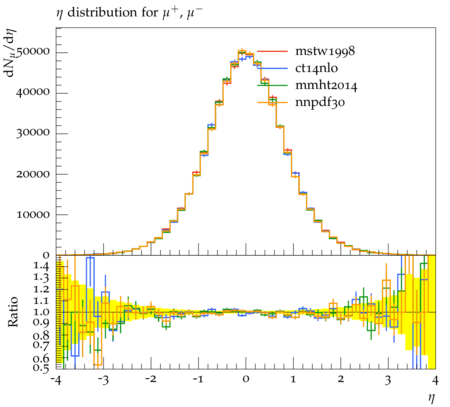 η distribution for μ⁺, μ⁻
dNμ/dη
50000
40000
30000
20000
10000
0
mstw1998
ct14nlo
mmht2014
nnpdf30
Ratio
1.4
1.3
1.2
1.1
1.0
0.9
0.8
0.7
0.6
0.5
-4 -3 -2 -1 0 1 2 3 4
η